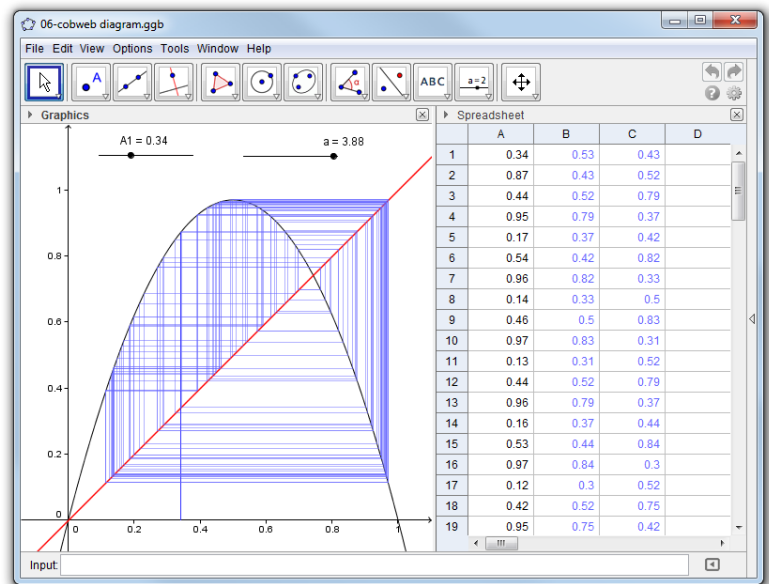 06-cobweb diagram.ggb
File Edit View Options Tools Window Help
A
ABC
a=2
α
?
Graphics
Spreadsheet
A1 = 0.34
a = 3.88
1
0.8
0.6
0.4
0.2
0
0 0.2 0.4 0.6 0.8 1
A B C D
1 0.34 0.53 0.43
2 0.87 0.43 0.52
3 0.44 0.52 0.79
4 0.95 0.79 0.37
5 0.17 0.37 0.42
6 0.54 0.42 0.82
7 0.96 0.82 0.33
8 0.14 0.33 0.5
9 0.46 0.5 0.83
10 0.97 0.83 0.31
11 0.13 0.31 0.52
12 0.44 0.52 0.79
13 0.96 0.79 0.37
14 0.16 0.37 0.44
15 0.53 0.44 0.84
16 0.97 0.84 0.3
17 0.12 0.3 0.52
18 0.42 0.52 0.75
19 0.95 0.75 0.42
Input: